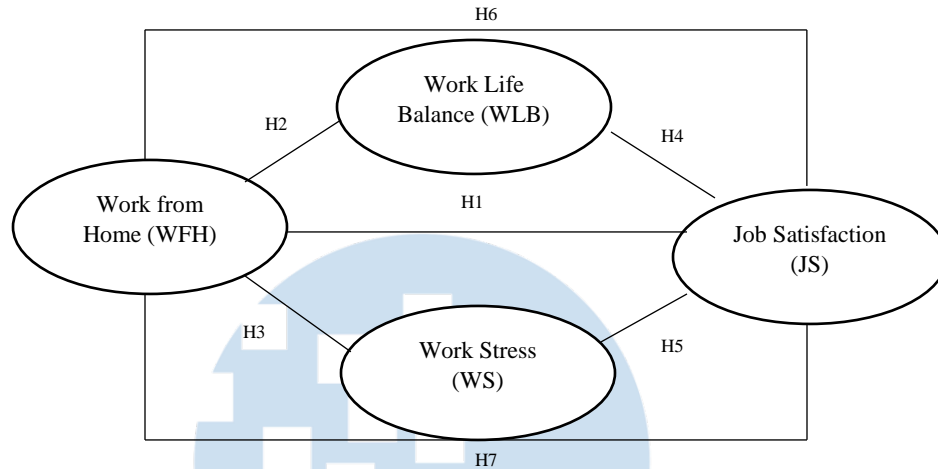 H6
Work Life
Balance (WLB)
H2
H4
Work from
Home (WFH)
H1
Job Satisfaction
(JS)
H3
Work Stress
(WS)
H5
H7